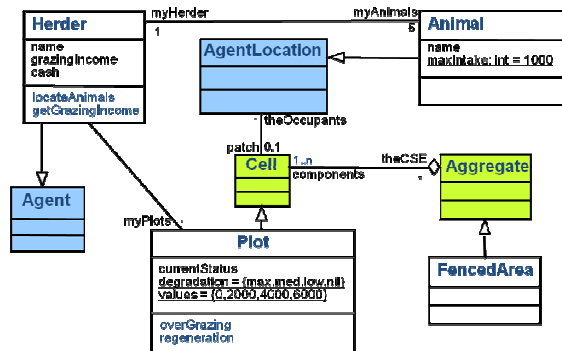 Herder
name
grazingIncome
cash
locateAnimals
getGrazingIncome
myHerder
1
myAnimals
5
Animal
name
maxIntake: Int = 1000
AgentLocation
theOccupants
patch 0.1
Cell
1..n
components
theCSE
Aggregate
Agent
myPlots
Plot
currentStatus
degradation = {max.med.low.nil}
values = {0,2000,4000,6000}
overGrazing
regeneration
FencedArea